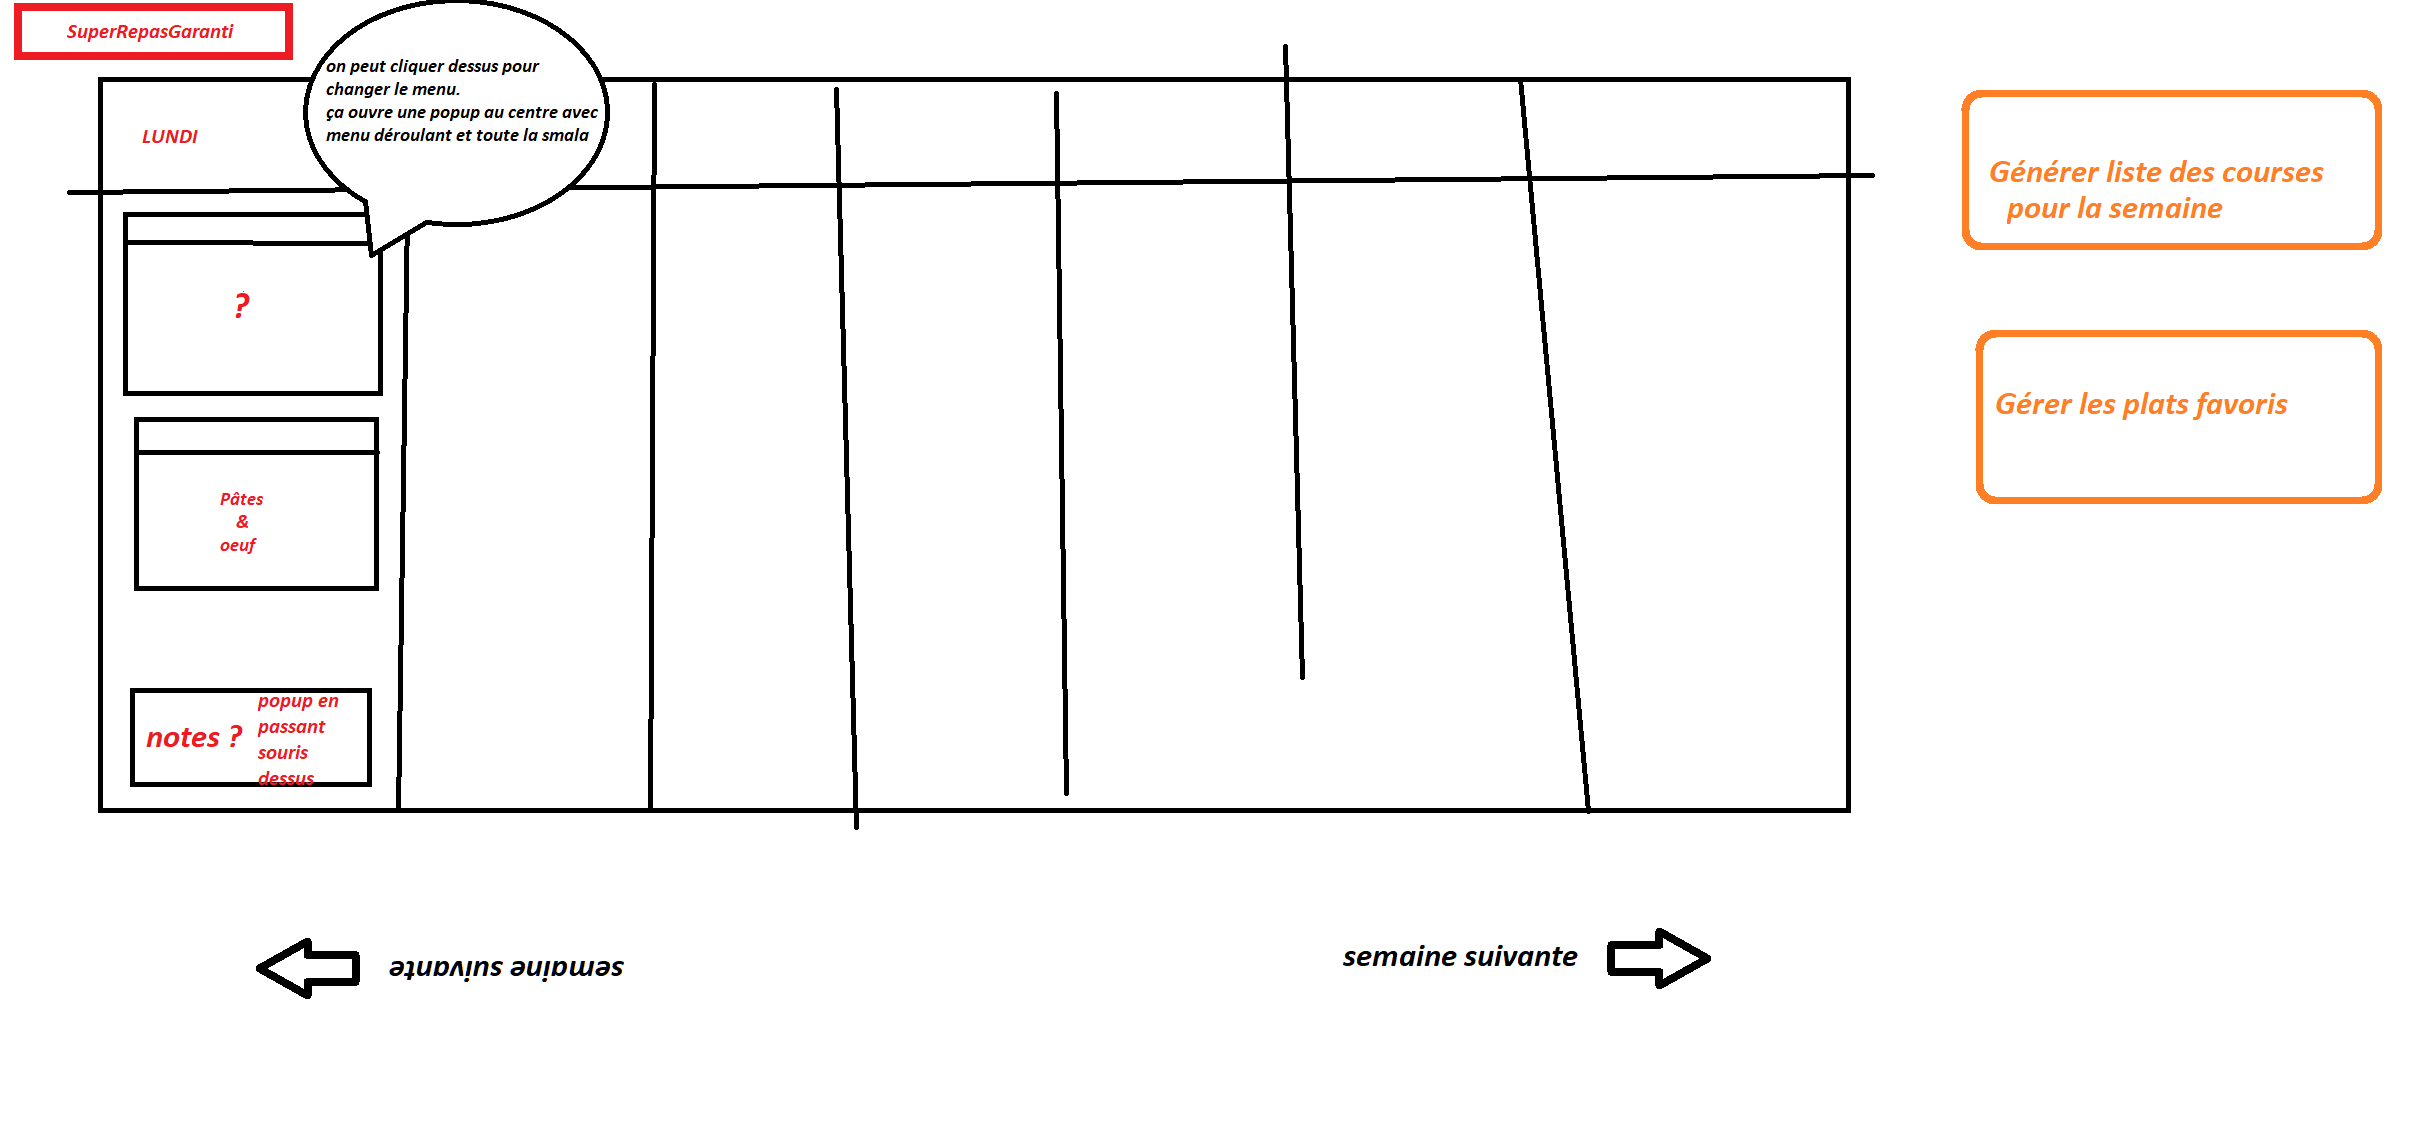 SuperRepasGaranti
on peut cliquer dessus pour
changer le menu.
ça ouvre une popup au centre avec
menu déroulant et toute la smala
LUNDI
?
Pâtes
&
oeuf
notes ?
popup en
passant
souris
dessus
Générer liste des courses
pour la semaine
Gérer les plats favoris
semaine suivante
semaine suivante